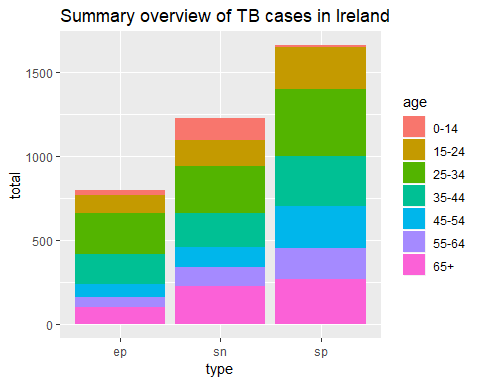 Summary overview of TB cases in Ireland
total
1500
1000
500
0
ep sn sp
type
age
0-14
15-24
25-34
35-44
45-54
55-64
65+